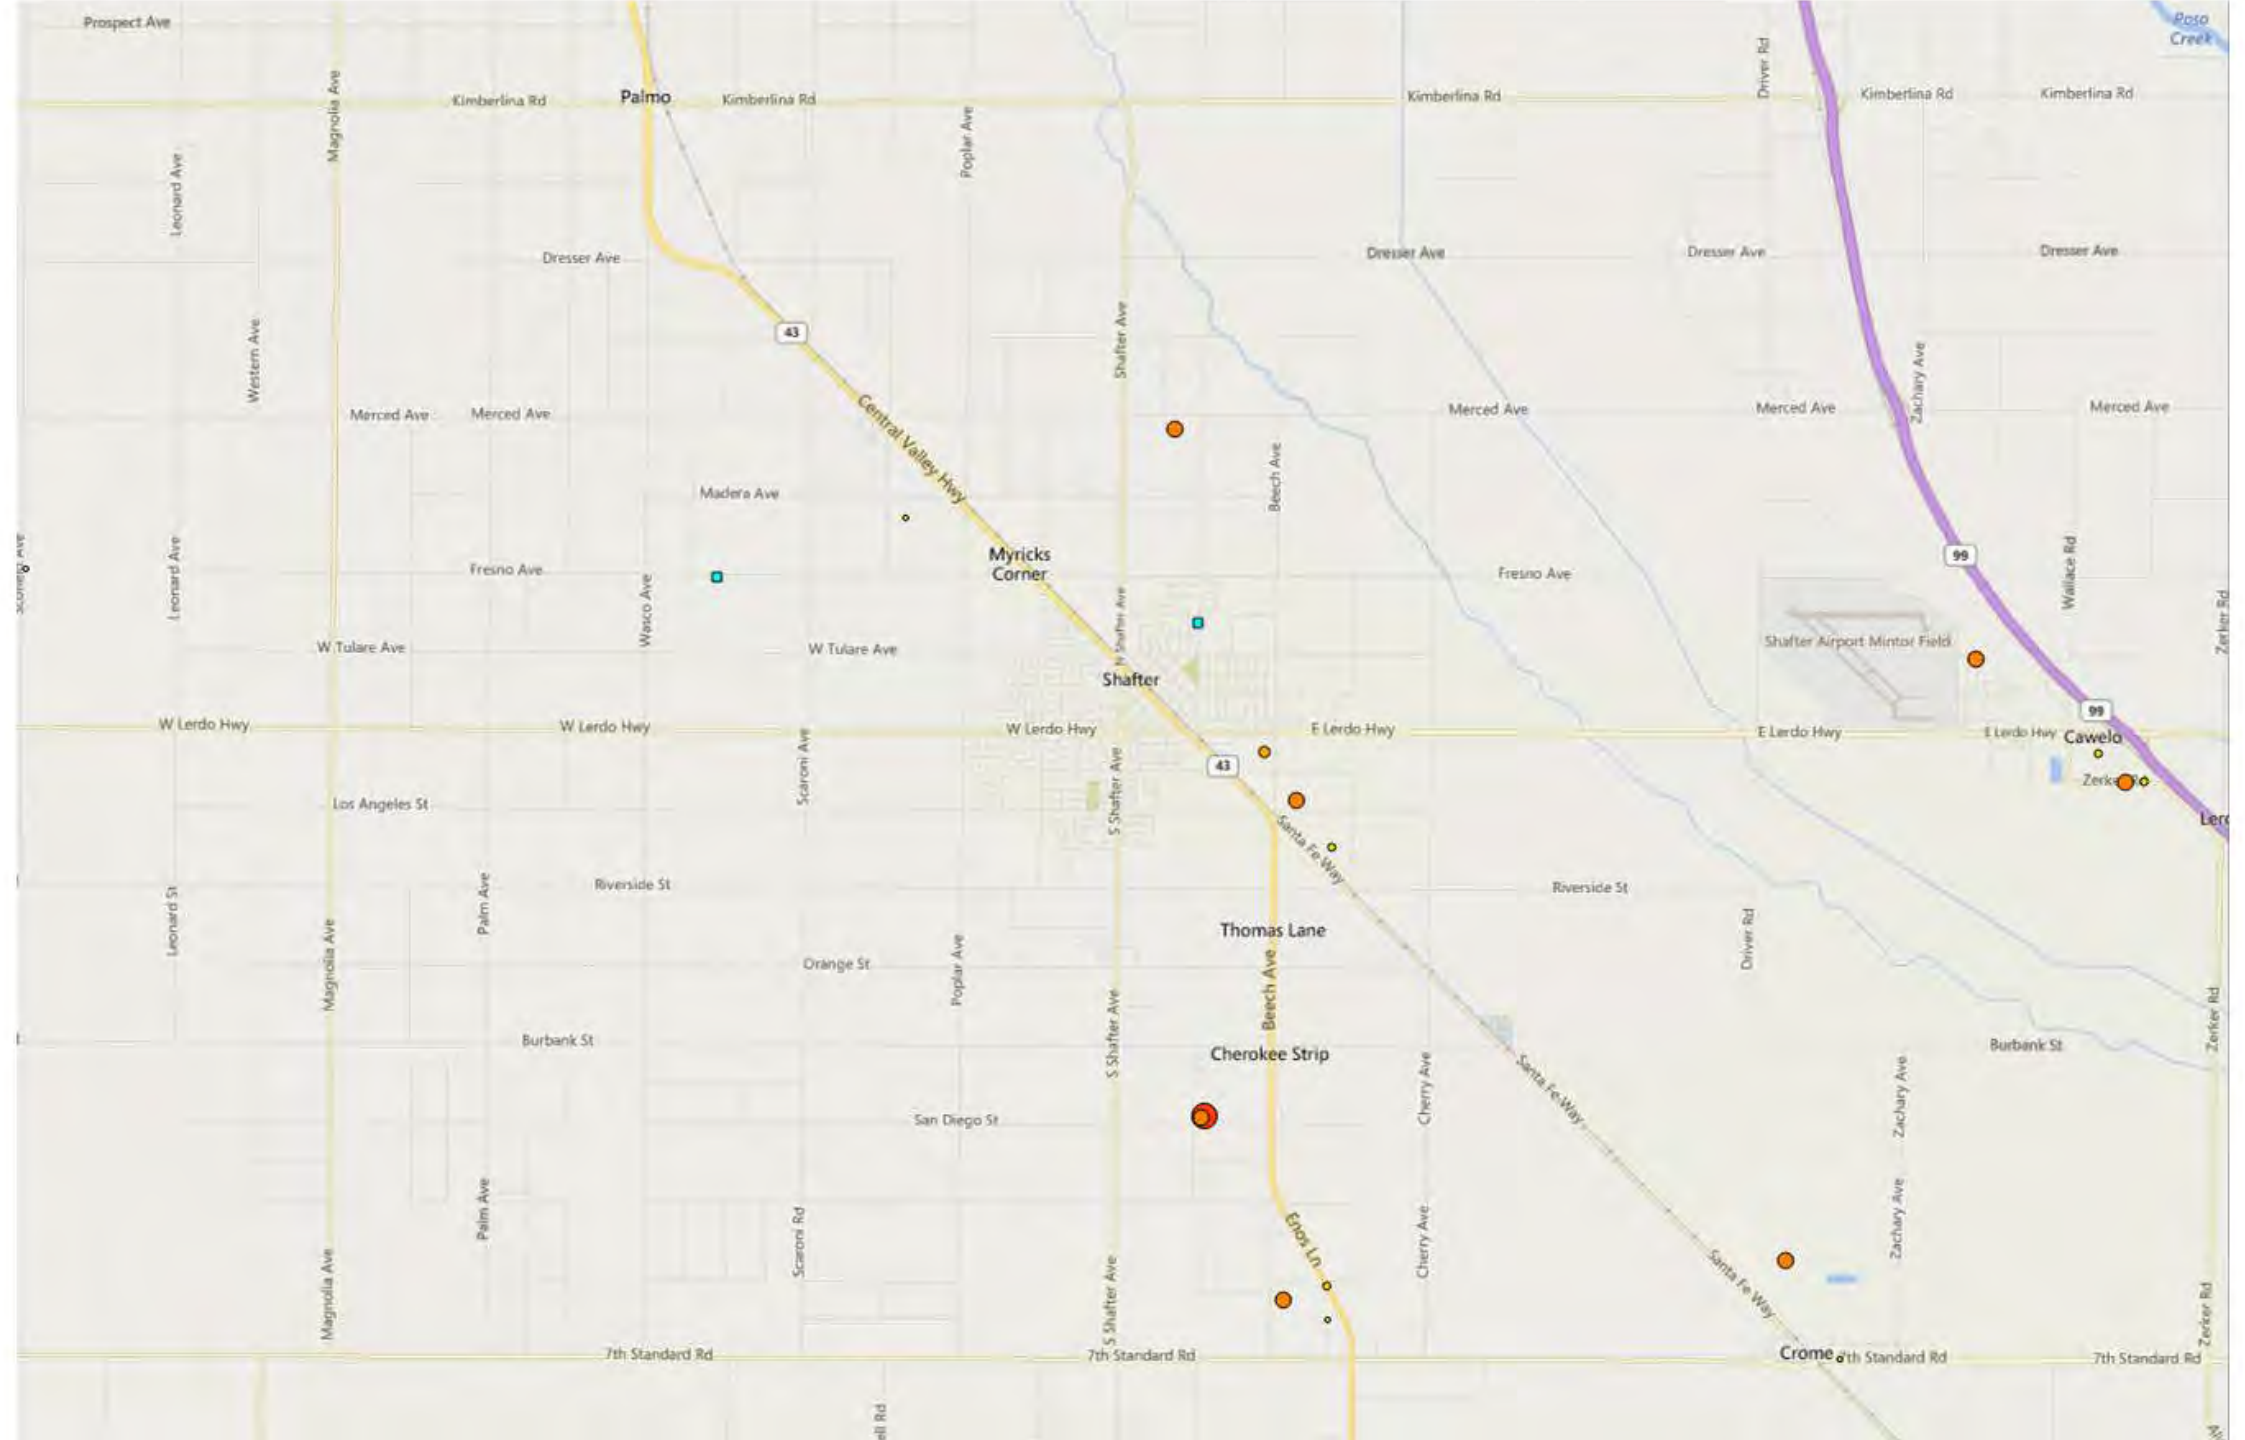 Prospect Ave
Poso
Creek
Magnolia Ave
Kimberlina Rd
Palmo
Kimberlina Rd
Poplar Ave
Kimberlina Rd
Driver Rd
Kimberlina Rd
Kimberlina Rd
Leonard Ave
Dresser Ave
Dresser Ave
Dresser Ave
Dresser Ave
Western Ave
43
Shafter Ave
Zachary Ave
Merced Ave
Merced Ave
Central Valley Hwy
Merced Ave
Merced Ave
Merced Ave
Madera Ave
Beech Ave
Leonard Ave
Fresno Ave
Wasco Ave
Myricks
Corner
N Shafter Ave
Fresno Ave
99
Wallace Rd
Zerker Rd
W Tulare Ave
W Tulare Ave
Shafter Airport Mintor Field
Shafter
W Lerdo Hwy
W Lerdo Hwy
Scaroni Ave
W Lerdo Hwy
E Lerdo Hwy
E Lerdo Hwy
99
E Lerdo Hwy
Cawelo
43
S Shafter Ave
Los Angeles St
Santa Fe Way
Leonard St
Palm Ave
Riverside St
Riverside St
Magnolia Ave
Thomas Lane
Driver Rd
Orange St
Poplar Ave
Beech Ave
Burbank St
S Shafter Ave
Cherokee Strip
Cherry Ave
Santa Fe Way
Zachary Ave
Burbank St
Zerker Rd
San Diego St
Palm Ave
Scaroni Rd
Enos Ln
Cherry Ave
Zachary Ave
Magnolia Ave
S Shafter Ave
Santa Fe Way
Zerker Rd
7th Standard Rd
7th Standard Rd
Crome
7th Standard Rd
7th Standard Rd